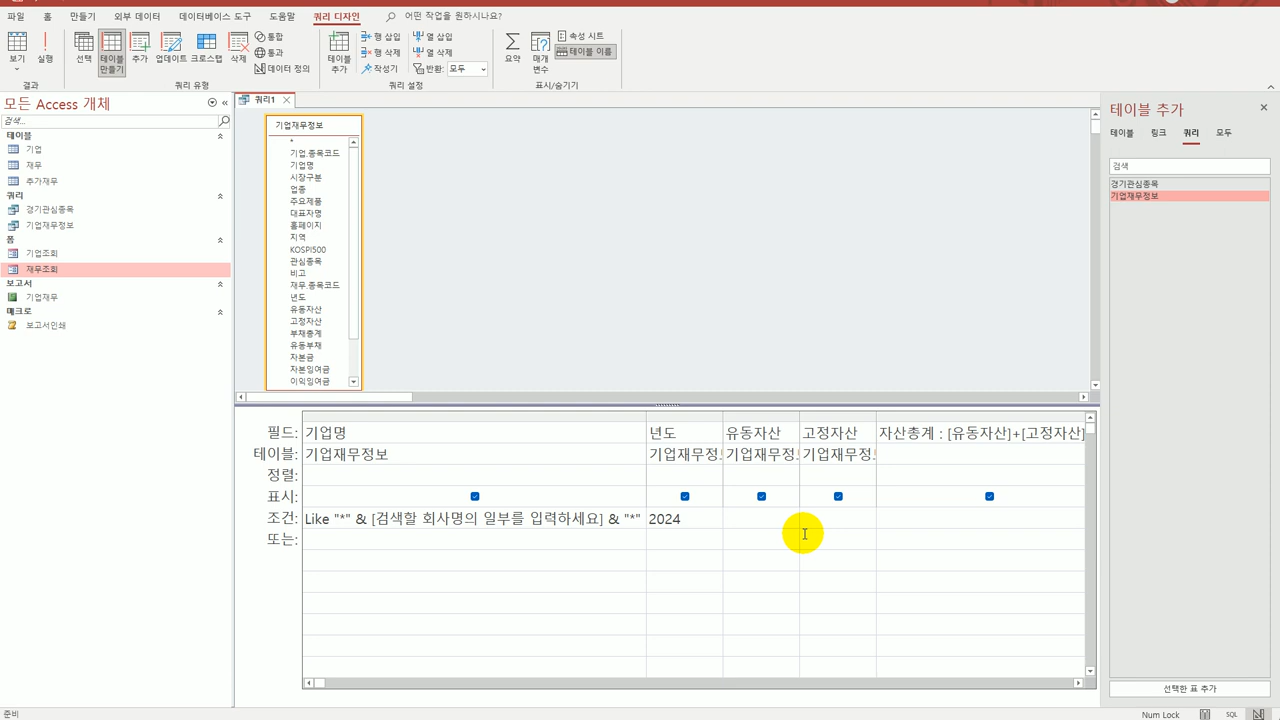 파일 홈 만들기 외부 데이터 데이터베이스 도구 도움말 쿼리 디자인 어떤 작업을 원하시나요?
보기
실행
결과
선택
테이블 만들기
추가
업데이트
크로스탭
삭제
통합
통과
데이터 정의
쿼리 유형
테이블 추가
행 삽입
행 삭제
작성기
열 삽입
열 삭제
반환: 모두
쿼리 설정
요약
매개 변수
속성 시트
테이블 이름
표시/숨기기
모든 Access 개체
검색...
테이블
기업
재무
추가재무
쿼리
경기관심종목
기업재무정보
폼
기업조회
재무조회
보고서
기업재무
매크로
보고서인쇄
쿼리1
기업재무정보
*
기업.종목코드
기업명
시장구분
업종
주요제품
대표자명
홈페이지
지역
KOSPI500
관심종목
비고
재무.종목코드
년도
유동자산
고정자산
부채총계
유동부채
자본금
자본잉여금
이익잉여금
필드: 기업명 년도 유동자산 고정자산 자산총계 : [유동자산]+[고정자산]
테이블: 기업재무정보 기업재무정보 기업재무정보 기업재무정보
정렬:
표시:
조건: Like "*" & [검색할 회사명의 일부를 입력하세요] & "*" 2024
또는:
테이블 추가
테이블 링크 쿼리 모두
검색
경기관심종목
기업재무정보
선택한 표 추가
준비
Num Lock
SQL